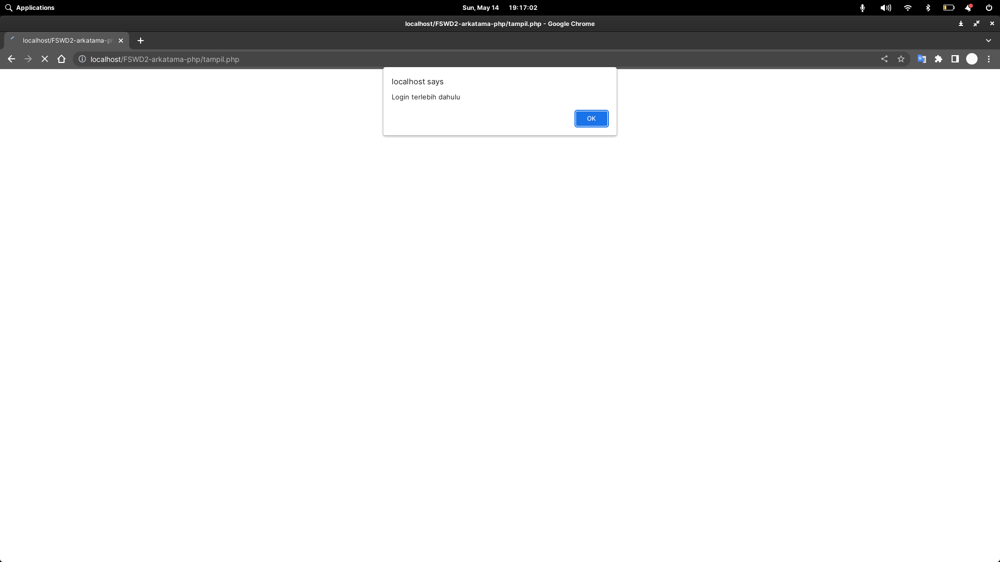 Applications
Sun, May 14 19:17:02
localhost/FSWD2-arkatama-php/tampil.php - Google Chrome
localhost/FSWD2-arkatama-ph
localhost/FSWD2-arkatama-php/tampil.php
localhost says
Login terlebih dahulu
OK